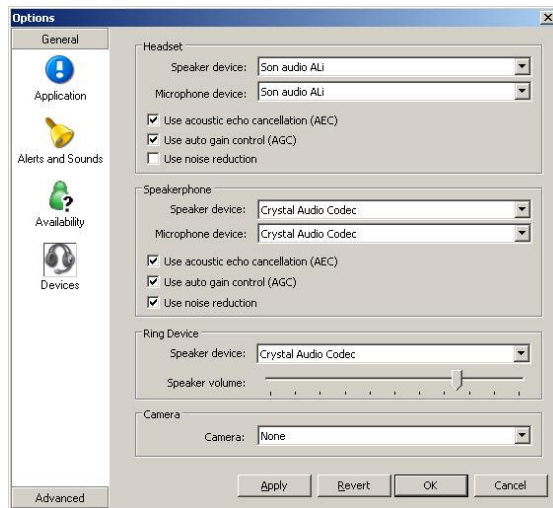 Options
General
Application
Alerts and Sounds
Availability
Devices
Advanced
Headset
Speaker device: Son audio ALi
Microphone device: Son audio ALi
Use acoustic echo cancellation (AEC)
Use auto gain control (AGC)
Use noise reduction
Speakerphone
Speaker device: Crystal Audio Codec
Microphone device: Crystal Audio Codec
Use acoustic echo cancellation (AEC)
Use auto gain control (AGC)
Use noise reduction
Ring Device
Speaker device: Crystal Audio Codec
Speaker volume:
Camera
Camera: None
Apply Revert OK Cancel